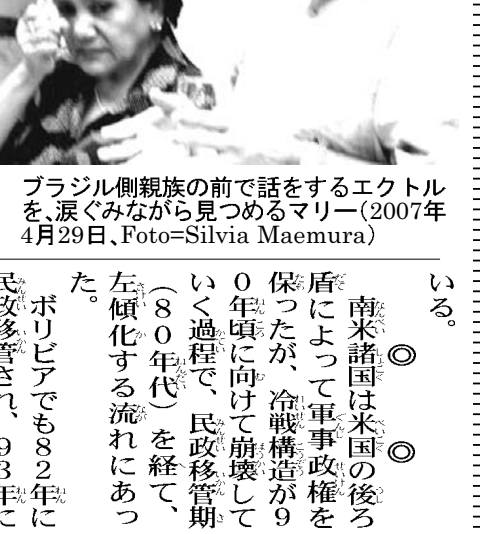 ブラジル側親族の前で話をするエクトル
を、涙ぐみながら見つめるマリー(2007年
4月29日、Foto=Silvia Maemura)
いる。
◎ ◎
南米諸国は米国の後ろ
盾によって軍事政権を
保ったが、冷戦構造が9
0年頃に向けて崩壊して
いく過程で、民政移管期
(80年代)を経て、
左傾化する流れにあっ
た。
ボリビアでも82年に
民政移管され、93年に